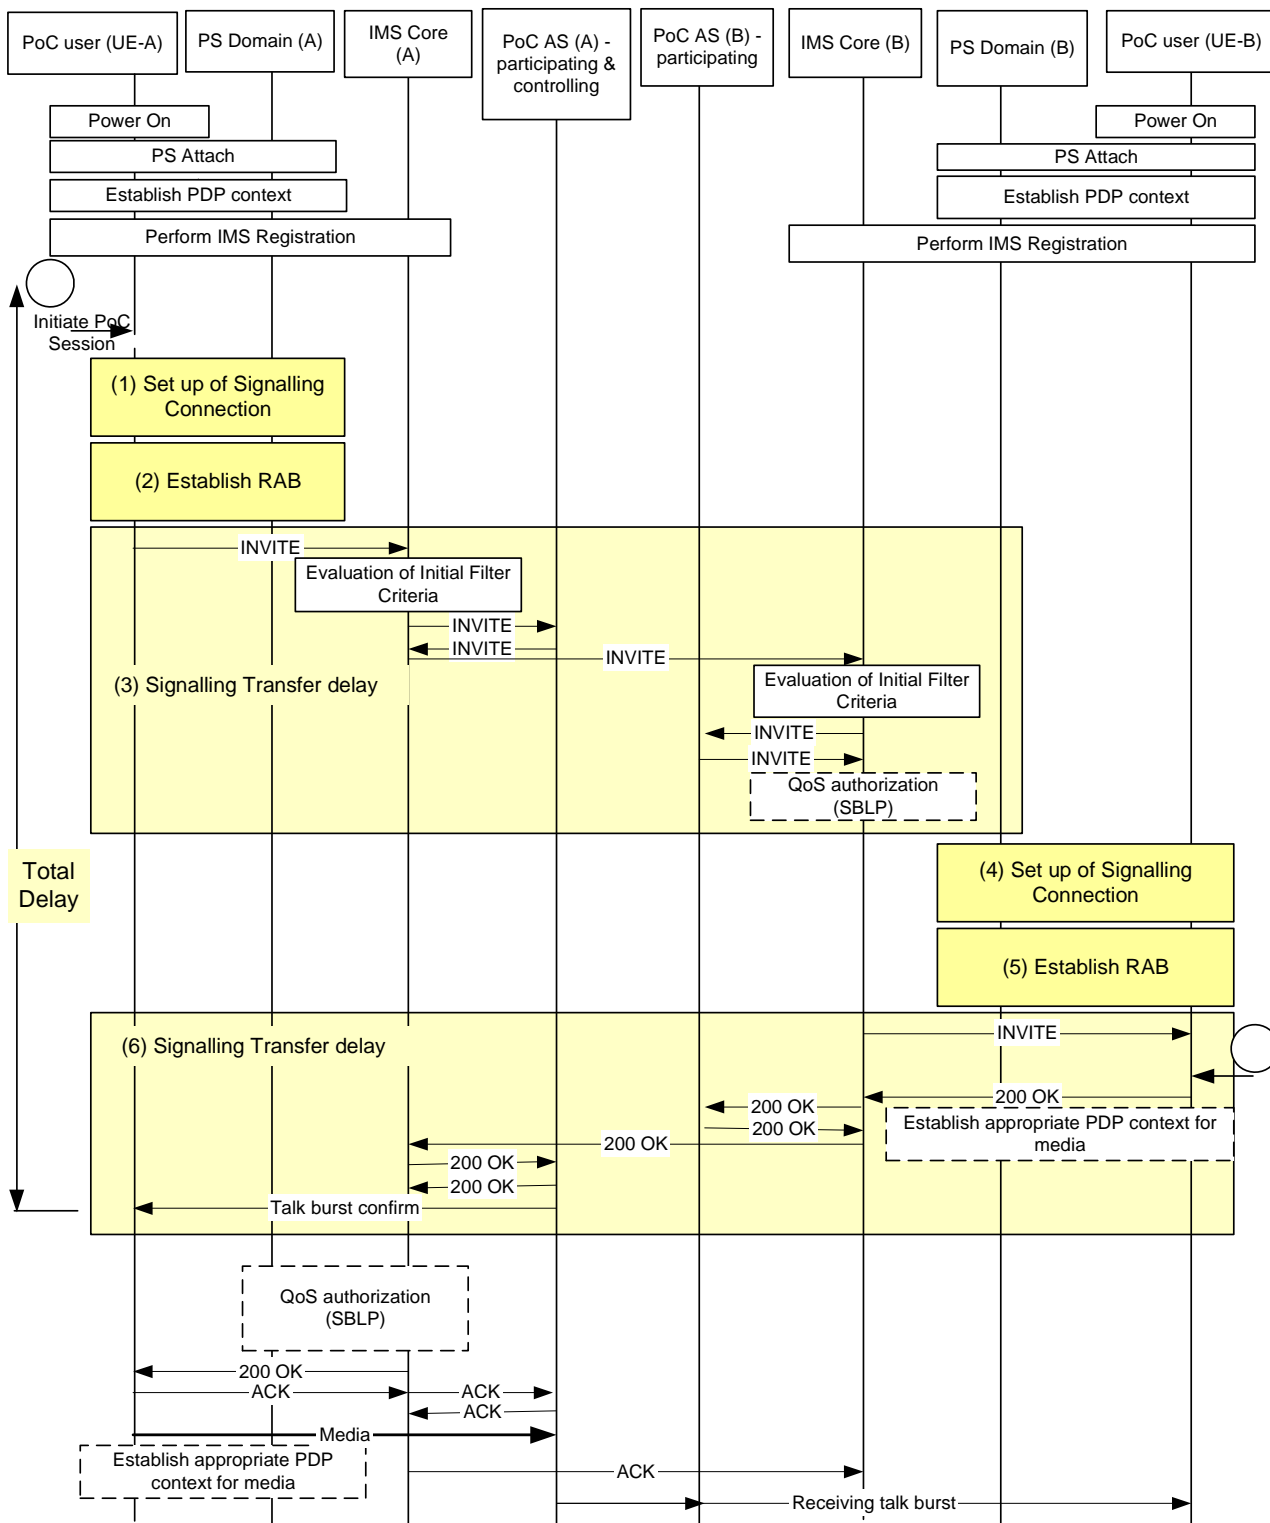 PoC user (UE-A)
PS Domain (A)
IMS Core
(A)
PoC AS (A) -
participating &
controlling
PoC AS (B) -
participating
IMS Core (B)
PS Domain (B)
PoC user (UE-B)
Power On
Power On
PS Attach
PS Attach
Establish PDP context
Establish PDP context
Perform IMS Registration
Perform IMS Registration
Initiate PoC
Session
(1) Set up of Signalling
Connection
(2) Establish RAB
INVITE
Evaluation of Initial Filter
Criteria
INVITE
INVITE
INVITE
(3) Signalling Transfer delay
Evaluation of Initial Filter
Criteria
INVITE
INVITE
QoS authorization
(SBLP)
Total
Delay
(4) Set up of Signalling
Connection
(5) Establish RAB
(6) Signalling Transfer delay
INVITE
200 OK
200 OK
200 OK
Establish appropriate PDP context for
media
200 OK
200 OK
200 OK
Talk burst confirm
QoS authorization
(SBLP)
200 OK
ACK
ACK
ACK
Media
Establish appropriate PDP
context for media
ACK
Receiving talk burst